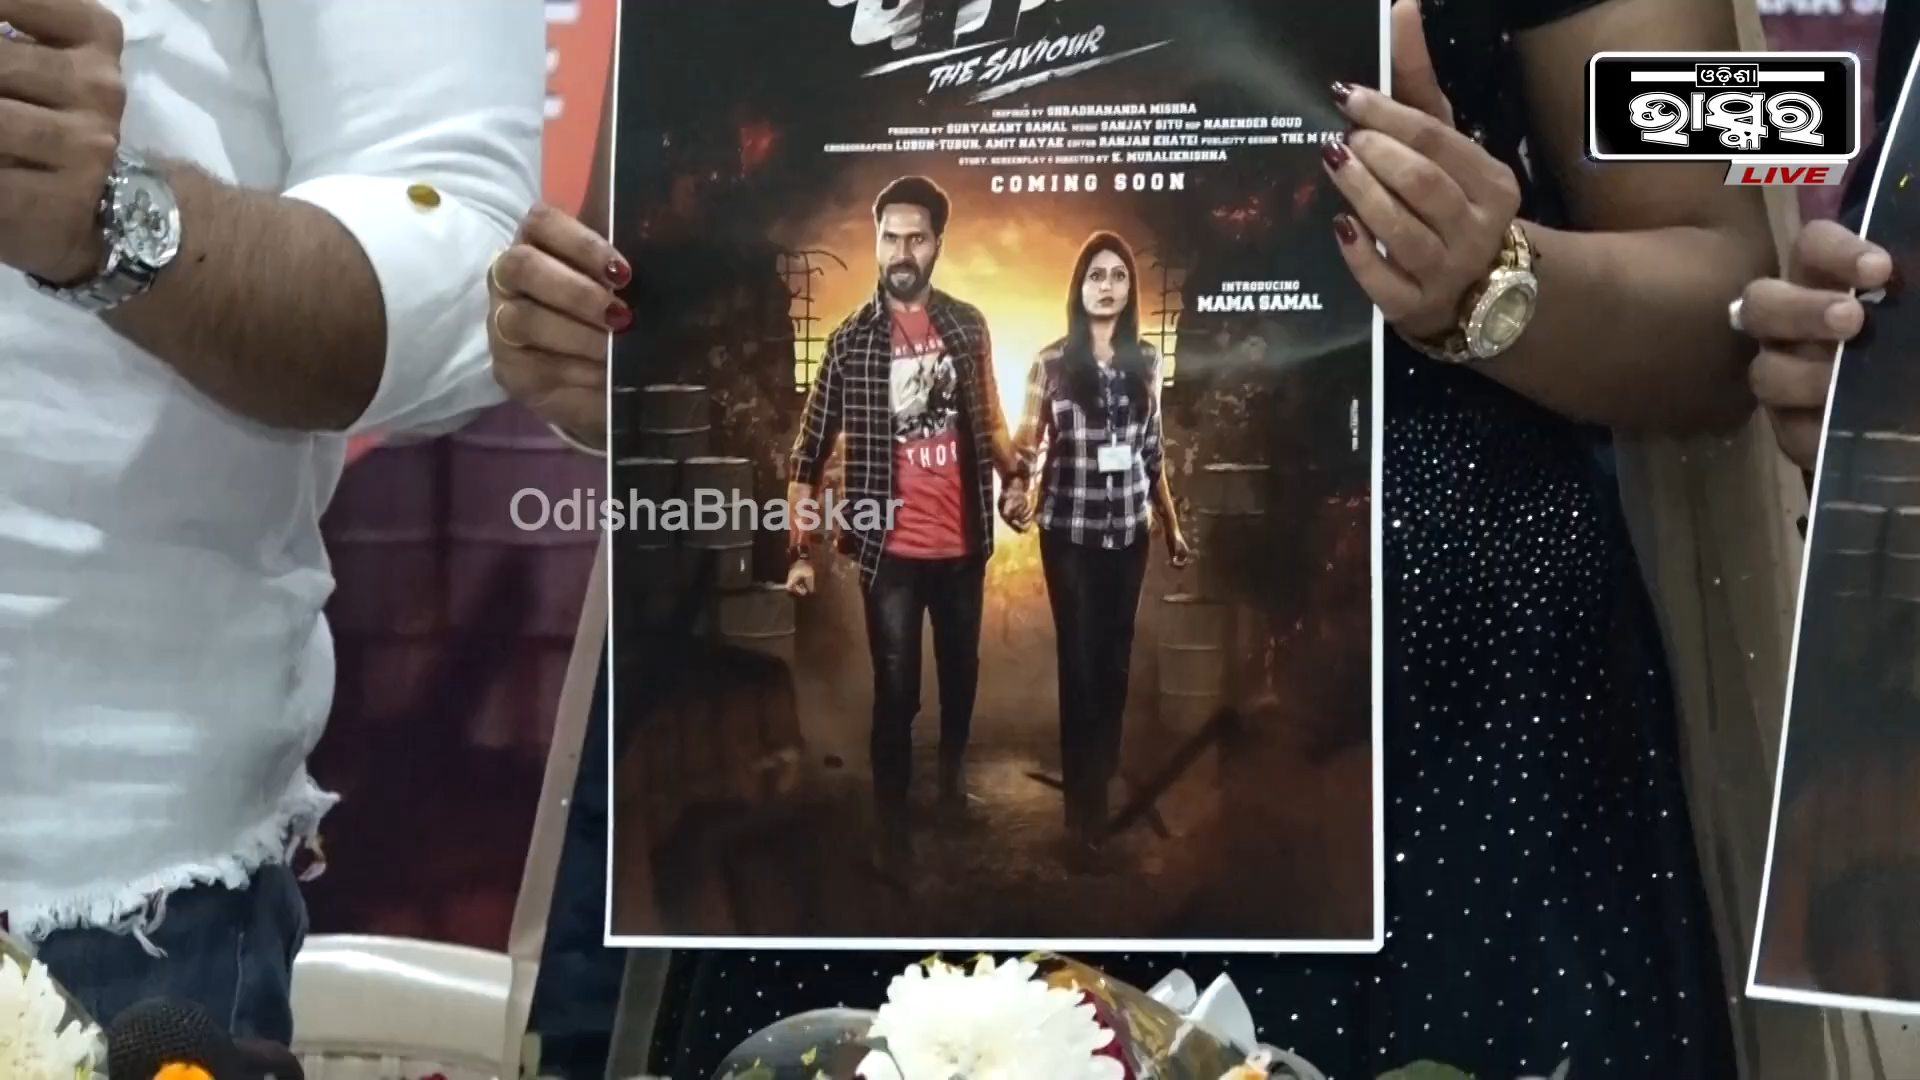 THE SAVIOUR
INSPIRED BY SHRADHANANDA MISHRA
PRODUCED BY SURYAKANT SAMAL MUSIC SANJAY SITU DOP NARENDER GOUD
CHOREOGRAPHER LUBUN-TUBUN, AMIT NAYAK EDITOR RANJAN KHATEI PUBLICITY DESIGN THE M FAC
STORY, SCREENPLAY & DIRECTED BY K. MURALIKRISHNA
COMING SOON
INTRODUCING
MAMA SAMAL
ଓଡ଼ିଶା
ଭାସ୍କର
LIVE
OdishaBhaskar
THOR